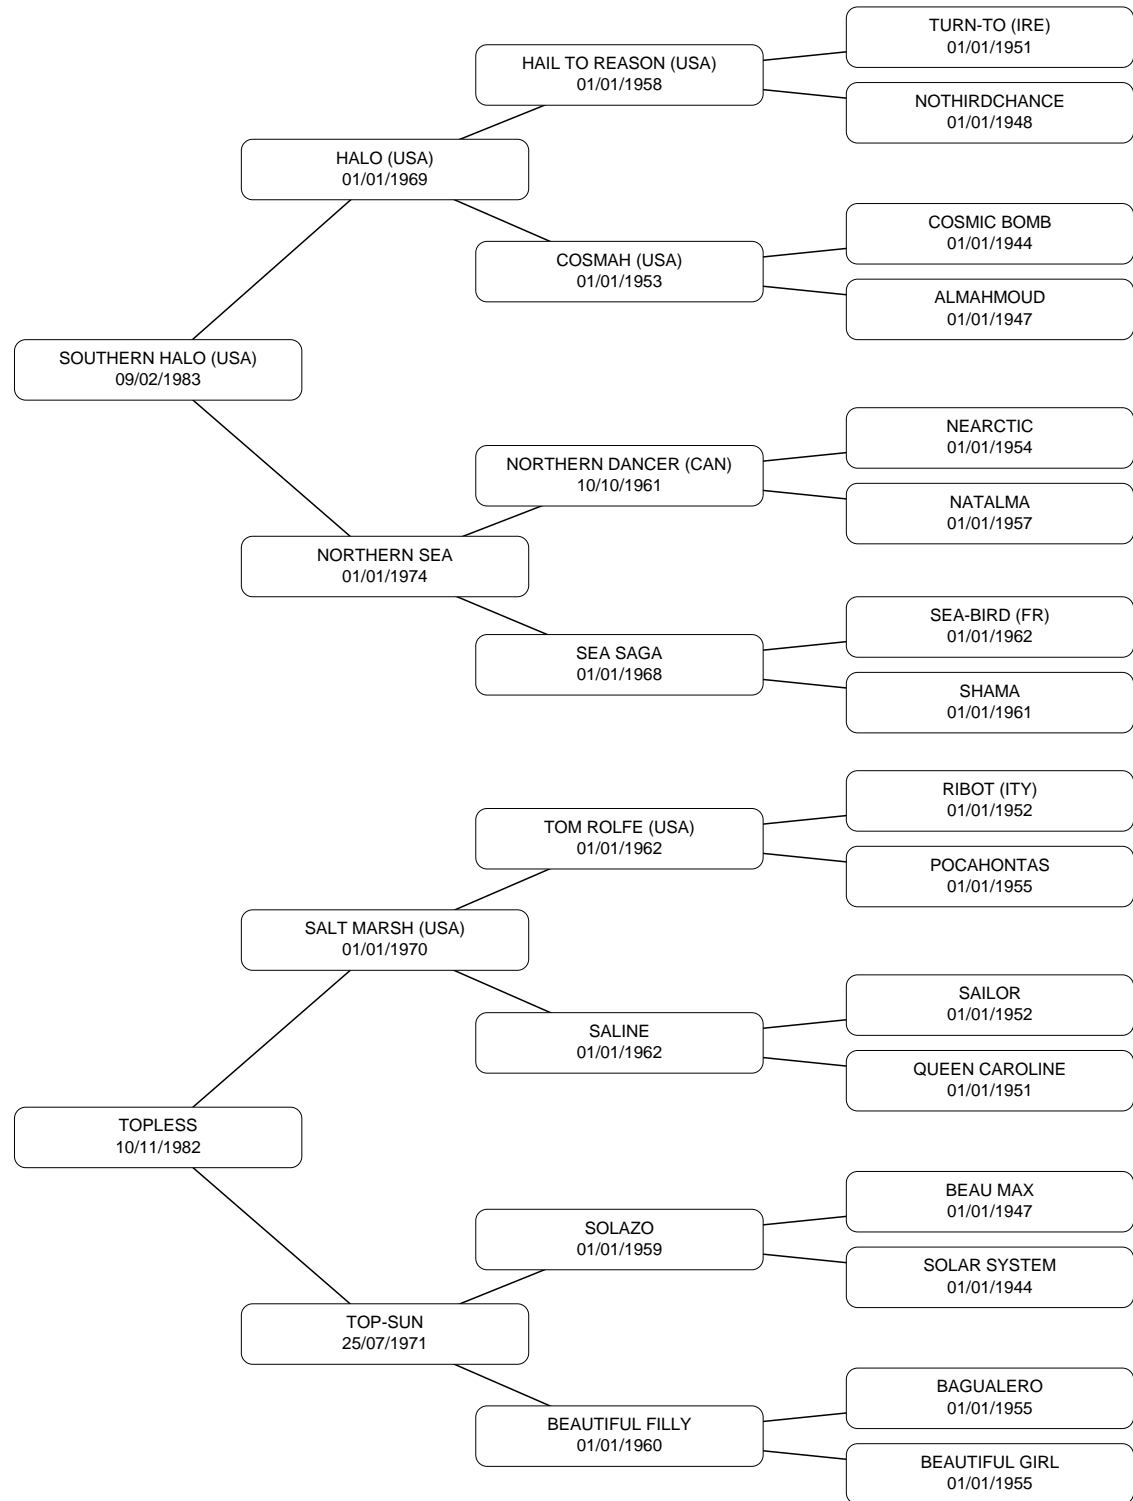 TURN-TO (IRE)
01/01/1951
HAIL TO REASON (USA)
01/01/1958
NOTHIRDCHANCE
01/01/1948
HALO (USA)
01/01/1969
COSMIC BOMB
01/01/1944
COSMAH (USA)
01/01/1953
ALMAHMOUD
01/01/1947
SOUTHERN HALO (USA)
09/02/1983
NEARCTIC
01/01/1954
NORTHERN DANCER (CAN)
10/10/1961
NATALMA
01/01/1957
NORTHERN SEA
01/01/1974
SEA-BIRD (FR)
01/01/1962
SEA SAGA
01/01/1968
SHAMA
01/01/1961
RIBOT (ITY)
01/01/1952
TOM ROLFE (USA)
01/01/1962
POCAHONTAS
01/01/1955
SALT MARSH (USA)
01/01/1970
SAILOR
01/01/1952
SALINE
01/01/1962
QUEEN CAROLINE
01/01/1951
TOPLESS
10/11/1982
BEAU MAX
01/01/1947
SOLAZO
01/01/1959
SOLAR SYSTEM
01/01/1944
TOP-SUN
25/07/1971
BAGUALERO
01/01/1955
BEAUTIFUL FILLY
01/01/1960
BEAUTIFUL GIRL
01/01/1955